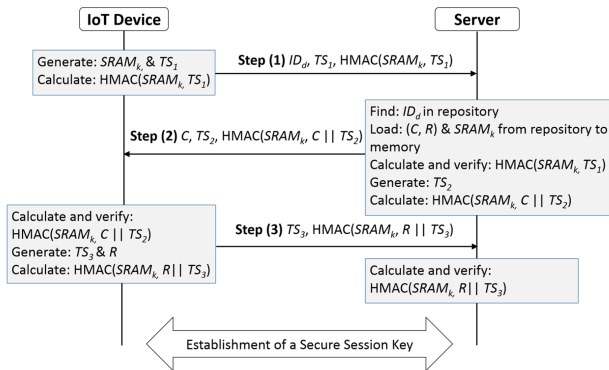 IoT Device
Server
Generate: SRAMk, & TS1
Calculate: HMAC(SRAMk, TS1)
Step (1) IDd, TS1, HMAC(SRAMk, TS1)
Find: IDd in repository
Load: (C, R) & SRAMk from repository to
memory
Calculate and verify: HMAC(SRAMk, TS1)
Generate: TS2
Calculate: HMAC(SRAMk, C || TS2)
Step (2) C, TS2, HMAC(SRAMk, C || TS2)
Calculate and verify:
HMAC(SRAMk, C || TS2)
Generate: TS3 & R
Calculate: HMAC(SRAMk, R|| TS3)
Step (3) TS3, HMAC(SRAMk, R || TS3)
Calculate and verify:
HMAC(SRAMk, R|| TS3)
Establishment of a Secure Session Key